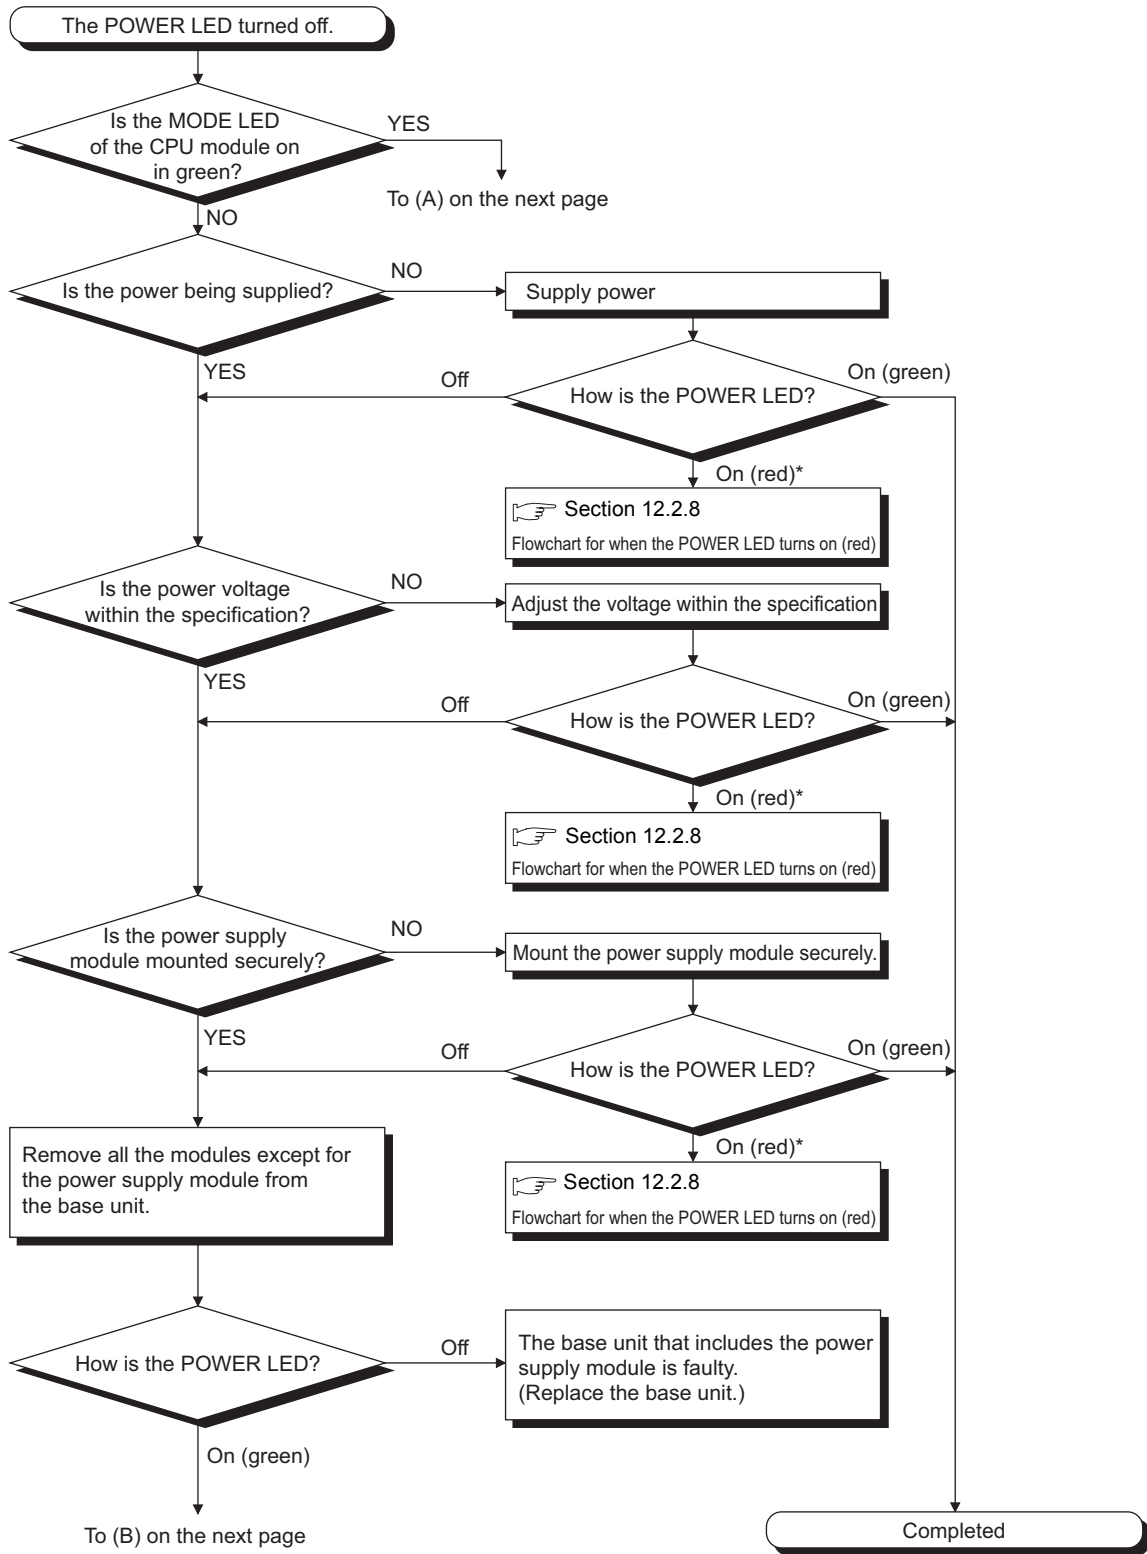 The POWER LED turned off.
Is the MODE LED
of the CPU module on
in green?
YES
To (A) on the next page
NO
Is the power being supplied?
NO
Supply power
YES
Off
How is the POWER LED?
On (green)
On (red)*
Section 12.2.8
Flowchart for when the POWER LED turns on (red)
Is the power voltage
within the specification?
NO
Adjust the voltage within the specification
YES
Off
How is the POWER LED?
On (green)
On (red)*
Section 12.2.8
Flowchart for when the POWER LED turns on (red)
Is the power supply
module mounted securely?
NO
Mount the power supply module securely.
YES
Off
How is the POWER LED?
On (green)
On (red)*
Section 12.2.8
Flowchart for when the POWER LED turns on (red)
Remove all the modules except for
the power supply module from
the base unit.
How is the POWER LED?
Off
The base unit that includes the power
supply module is faulty.
(Replace the base unit.)
On (green)
To (B) on the next page
Completed